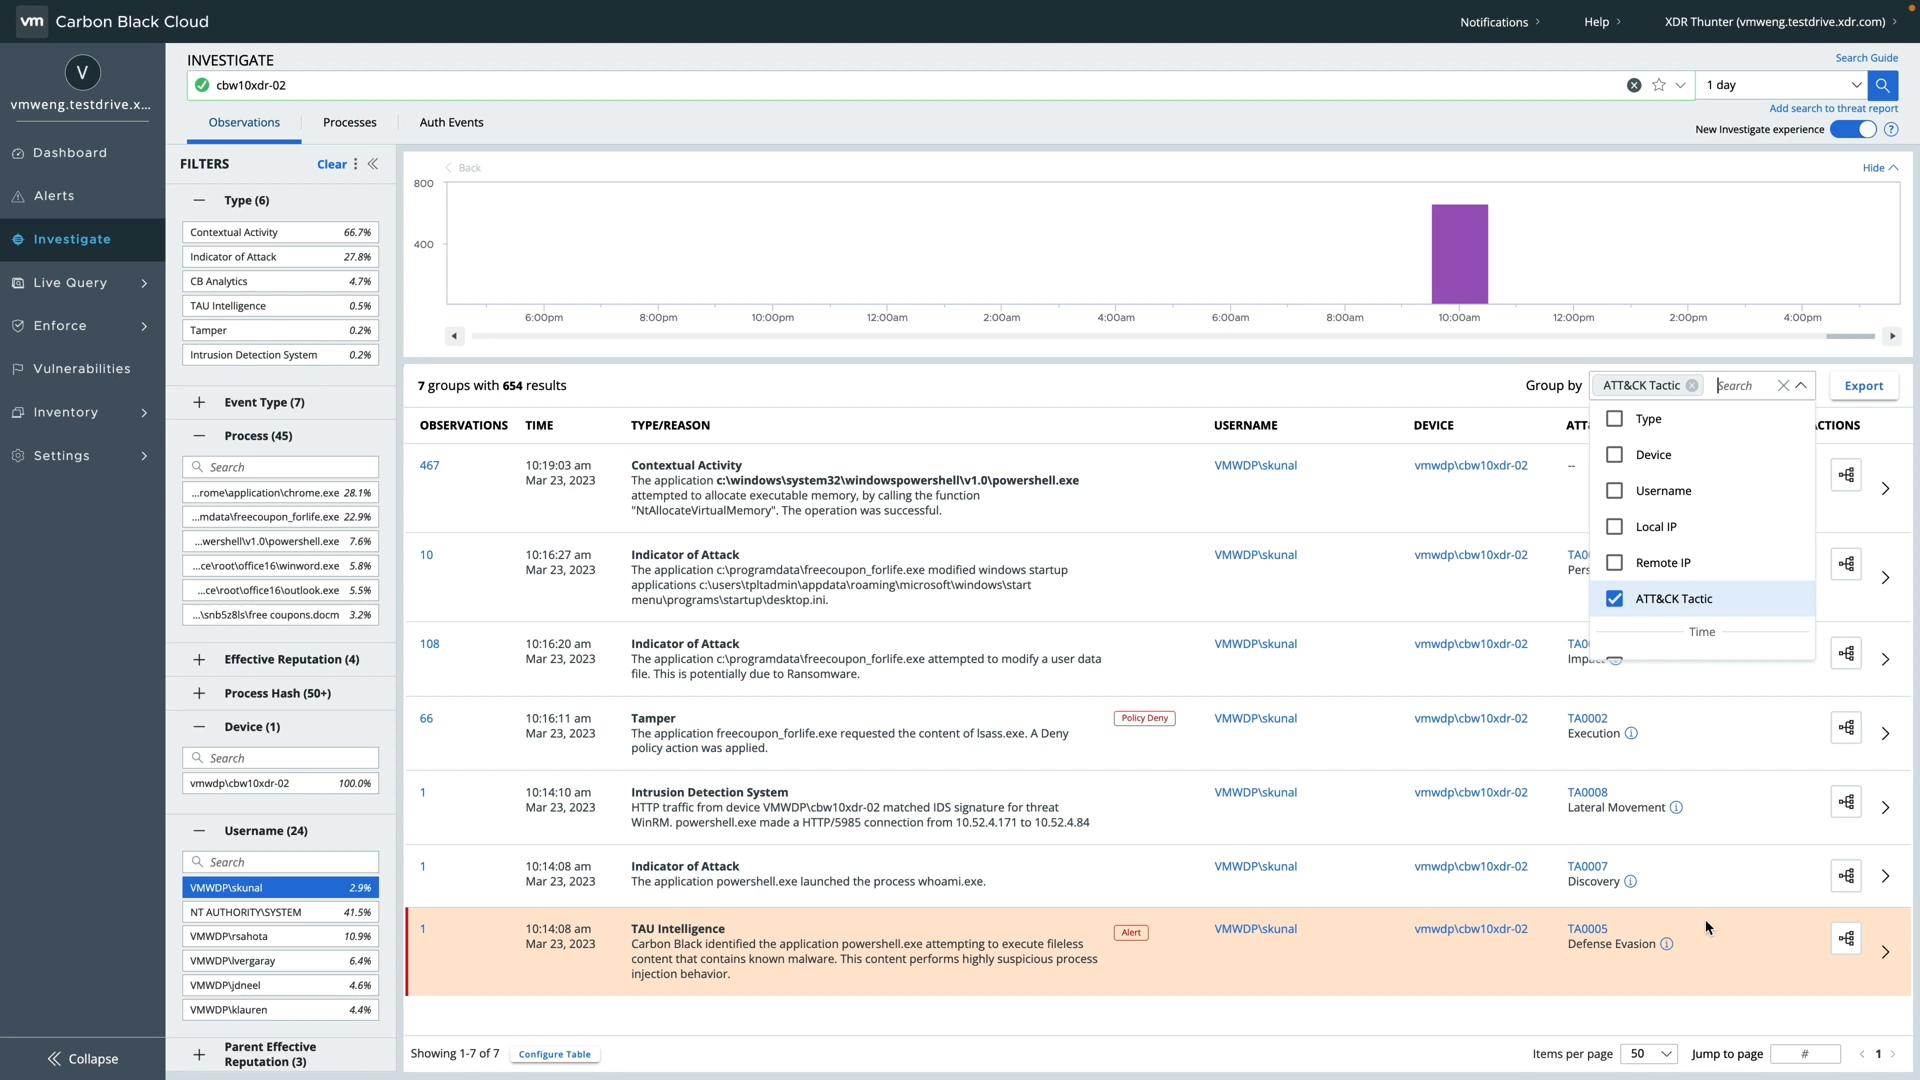 vm Carbon Black Cloud
Notifications
Help
XDR Thunter (vmweng.testdrive.xdr.com)
V
vmweng.testdrive.x...
Dashboard
Alerts
Investigate
Live Query
Enforce
Vulnerabilities
Inventory
Settings
Collapse
INVESTIGATE
Search Guide
cbw10xdr-02
1 day
Add search to threat report
New Investigate experience
?
Observations
Processes
Auth Events
FILTERS
Clear
Type (6)
Contextual Activity 66.7%
Indicator of Attack 27.8%
CB Analytics 4.7%
TAU Intelligence 0.5%
Tamper 0.2%
Intrusion Detection System 0.2%
Event Type (7)
Process (45)
Search
...rome\application\chrome.exe 28.1%
...mdata\freecoupon_forlife.exe 22.9%
...wershell\v1.0\powershell.exe 7.6%
...ce\root\office16\winword.exe 5.8%
...ce\root\office16\outlook.exe 5.5%
...\snb5z8ls\free coupons.docm 3.2%
Effective Reputation (4)
Process Hash (50+)
Device (1)
Search
vmwdp\cbw10xdr-02 100.0%
Username (24)
Search
VMWDP\skunal 2.9%
NT AUTHORITY\SYSTEM 41.5%
VMWDP\rsahota 10.9%
VMWDP\lvergaray 6.4%
VMWDP\jdneel 4.6%
VMWDP\klauren 4.4%
Parent Effective
Reputation (3)
Back
Hide
800
400
6:00pm 8:00pm 10:00pm 12:00am 2:00am 4:00am 6:00am 8:00am 10:00am 12:00pm 2:00pm 4:00pm
7 groups with 654 results
Group by
ATT&CK Tactic
Search
Export
Type
Device
Username
Local IP
Remote IP
ATT&CK Tactic
Time
OBSERVATIONS TIME TYPE/REASON USERNAME DEVICE ATT& CTIONS
467
10:19:03 am
Mar 23, 2023
Contextual Activity
The application c:\windows\system32\windowspowershell\v1.0\powershell.exe
attempted to allocate executable memory, by calling the function
"NtAllocateVirtualMemory". The operation was successful.
VMWDP\skunal
vmwdp\cbw10xdr-02
--
10
10:16:27 am
Mar 23, 2023
Indicator of Attack
The application c:\programdata\freecoupon_forlife.exe modified windows startup
applications c:\users\tpltadmin\appdata\roaming\microsoft\windows\start
menu\programs\startup\desktop.ini.
VMWDP\skunal
vmwdp\cbw10xdr-02
TA0
Pers
108
10:16:20 am
Mar 23, 2023
Indicator of Attack
The application c:\programdata\freecoupon_forlife.exe attempted to modify a user data
file. This is potentially due to Ransomware.
VMWDP\skunal
vmwdp\cbw10xdr-02
TA0
Impact
66
10:16:11 am
Mar 23, 2023
Tamper
The application freecoupon_forlife.exe requested the content of lsass.exe. A Deny
policy action was applied.
Policy Deny
VMWDP\skunal
vmwdp\cbw10xdr-02
TA0002
Execution
1
10:14:10 am
Mar 23, 2023
Intrusion Detection System
HTTP traffic from device VMWDP\cbw10xdr-02 matched IDS signature for threat
WinRM. powershell.exe made a HTTP/5985 connection from 10.52.4.171 to 10.52.4.84
VMWDP\skunal
vmwdp\cbw10xdr-02
TA0008
Lateral Movement
1
10:14:08 am
Mar 23, 2023
Indicator of Attack
The application powershell.exe launched the process whoami.exe.
VMWDP\skunal
vmwdp\cbw10xdr-02
TA0007
Discovery
1
10:14:08 am
Mar 23, 2023
TAU Intelligence
Carbon Black identified the application powershell.exe attempting to execute fileless
content that contains known malware. This content performs highly suspicious process
injection behavior.
Alert
VMWDP\skunal
vmwdp\cbw10xdr-02
TA0005
Defense Evasion
Showing 1-7 of 7
Configure Table
Items per page
50
Jump to page
#
1